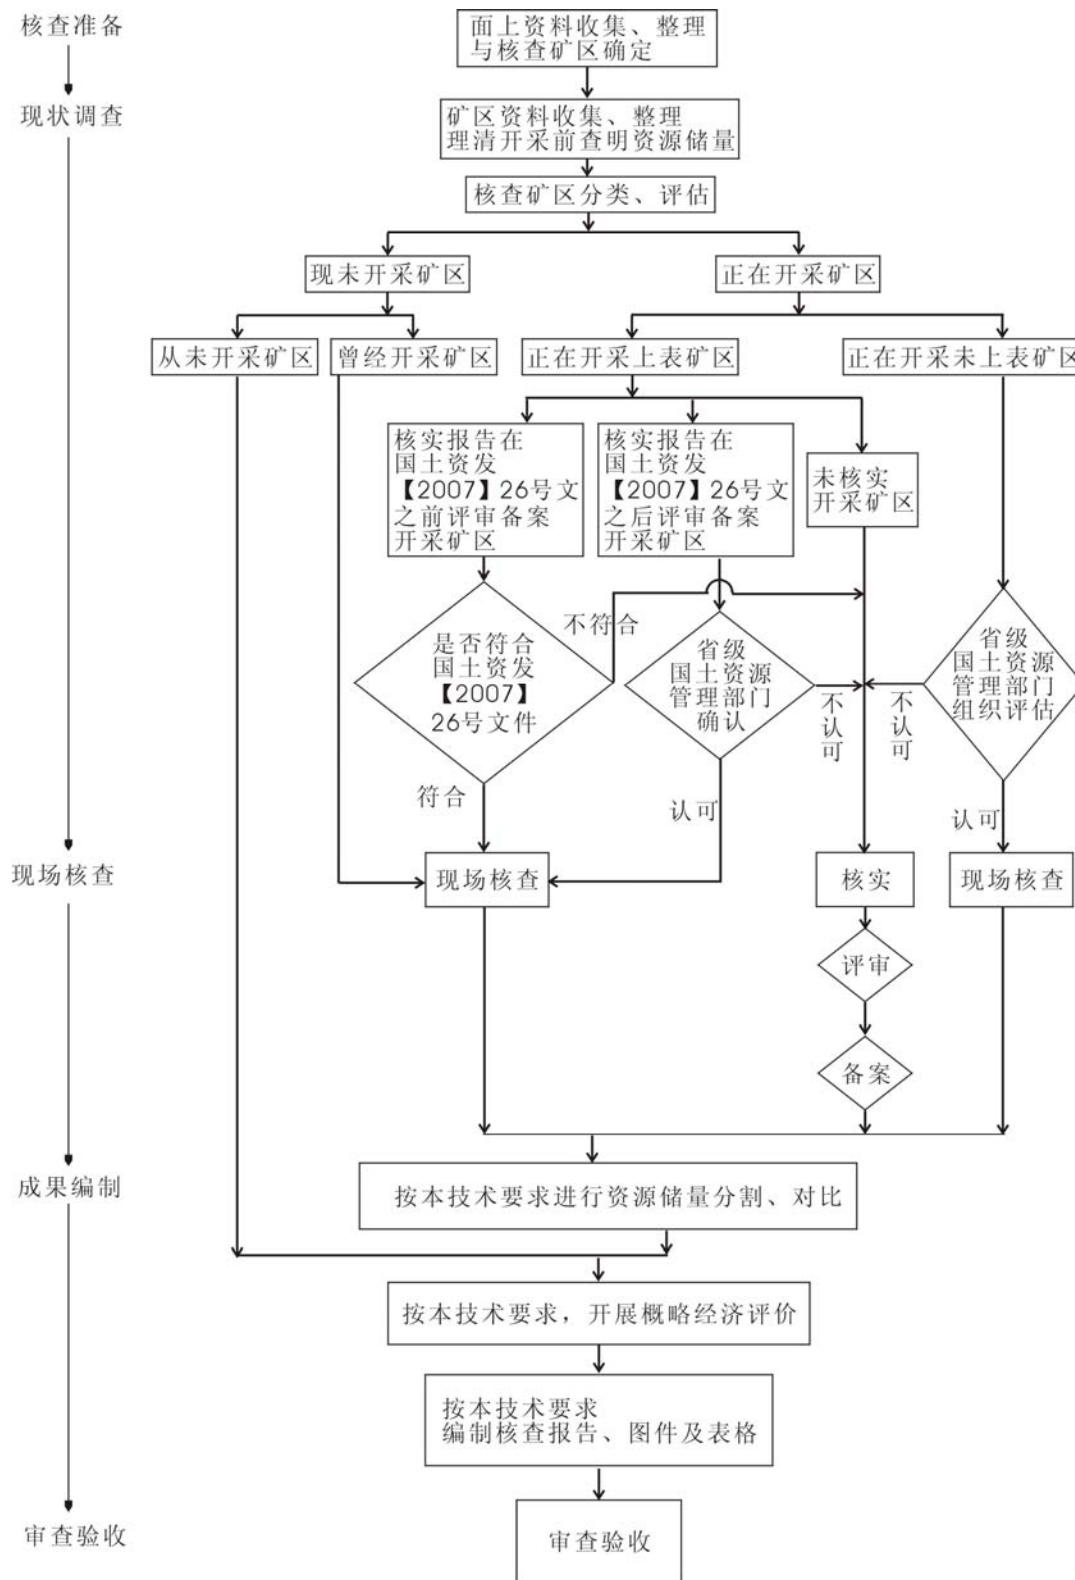 核查准备
面上资料收集、整理
与核查矿区确定
现状调查
矿区资料收集、整理
理清开采前查明资源储量
核查矿区分类、评估
现未开采矿区
正在开采矿区
从未开采矿区
曾经开采矿区
正在开采上表矿区
正在开采未上表矿区
核实报告在
国土资发
【2007】26号文
之前评审备案
开采矿区
核实报告在
国土资发
【2007】26号文
之后评审备案
开采矿区
未核实
开采矿区
是否符合
国土资发
【2007】
26号文件
不符合
省级
国土资源
管理部门
确认
不认可
不认可
省级
国土资源
管理部门
组织评估
符合
认可
认可
现场核查
现场核查
核实
现场核查
评审
备案
成果编制
按本技术要求进行资源储量分割、对比
按本技术要求，开展概略经济评价
按本技术要求
编制核查报告、图件及表格
审查验收
审查验收